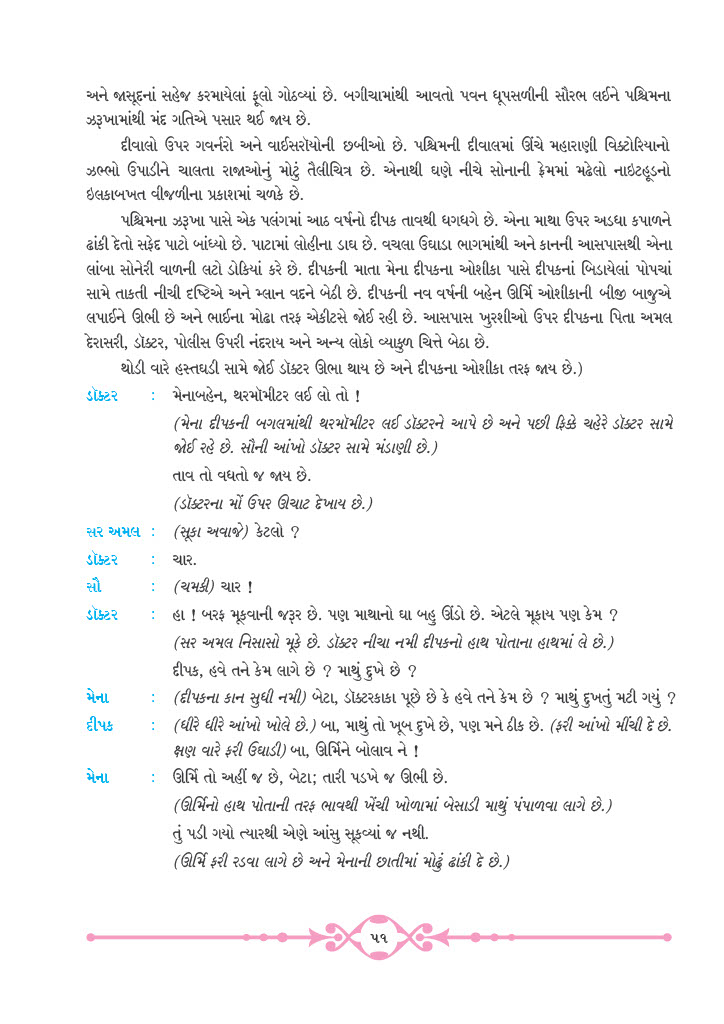 અને જાસૂદનાં સહેજ કરમાયેલાં ફૂલો ગોઠવ્યાં છે. બગીચામાંથી આવતો પવન ધૂપસળીની સૌરભ લઈને પશ્ચિમના
ઝરૂખામાંથી મંદ ગતિએ પસાર થઈ જાય છે.
દીવાલો ઉપર ગવર્નરો અને વાઈસરૉયોની છબીઓ છે. પશ્ચિમની દીવાલમાં ઊંચે મહારાણી વિક્ટોરિયાનો
ઝભ્ભો ઉપાડીને ચાલતા રાજાઓનું મોટું તૈલીચિત્ર છે. એનાથી ઘણે નીચે સોનાની ફ્રેમમાં મઢેલો નાઇટહૂડનો
ઇલકાબખત વીજળીના પ્રકાશમાં ચળકે છે.
પશ્ચિમના ઝરૂખા પાસે એક પલંગમાં આઠ વર્ષનો દીપક તાવથી ધગધગે છે. એના માથા ઉપર અડધા કપાળને
ઢાંકી દેતો સફેદ પાટો બાંધ્યો છે. પાટામાં લોહીના ડાઘ છે. વચલા ઉઘાડા ભાગમાંથી અને કાનની આસપાસથી એના
લાંબા સોનેરી વાળની લટો ડોકિયાં કરે છે. દીપકની માતા મેના દીપકના ઓશીકા પાસે દીપકનાં બિડાયેલાં પોપચાં
સામે તાકતી નીચી દૃષ્ટિએ અને મ્લાન વદને બેઠી છે. દીપકની નવ વર્ષની બહેન ઊર્મિ ઓશીકાની બીજી બાજુએ
લપાઈને ઊભી છે અને ભાઈના મોઢા તરફ એકીટસે જોઈ રહી છે. આસપાસ ખુરશીઓ ઉપર દીપકના પિતા અમલ
દેરાસરી, ડૉક્ટર, પોલીસ ઉપરી નંદરાય અને અન્ય લોકો વ્યાકુળ ચિત્તે બેઠા છે.
થોડી વારે હસ્તઘડી સામે જોઈ ડૉક્ટર ઊભા થાય છે અને દીપકના ઓશીકા તરફ જાય છે.)
ડૉક્ટર : મેનાબહેન, થરમૉમીટર લઈ લો તો !
(મેના દીપકની બગલમાંથી થરમૉમીટર લઈ ડૉક્ટરને આપે છે અને પછી ફિક્કે ચહેરે ડૉક્ટર સામે
જોઈ રહે છે. સૌની આંખો ડૉક્ટર સામે મંડાણી છે.)
તાવ તો વધતો જ જાય છે.
(ડૉક્ટરના મોં ઉપર ઊચાટ દેખાય છે.)
સર અમલ : (સૂકા અવાજે) કેટલો ?
ડૉક્ટર : ચાર.
સૌ : (ચમકી) ચાર !
ડૉક્ટર : હા ! બરફ મૂકવાની જરૂર છે. પણ માથાનો ઘા બહુ ઊંડો છે. એટલે મૂકાય પણ કેમ ?
(સર અમલ નિસાસો મૂકે છે. ડૉક્ટર નીચા નમી દીપકનો હાથ પોતાના હાથમાં લે છે.)
દીપક, હવે તને કેમ લાગે છે ? માથું દુખે છે ?
મેના : (દીપકના કાન સુધી નમી) બેટા, ડૉક્ટરકાકા પૂછે છે કે હવે તને કેમ છે ? માથું દુખતું મટી ગયું ?
દીપક : (ધીરે ધીરે આંખો ખોલે છે.) બા, માથું તો ખૂબ દુખે છે, પણ મને ઠીક છે. (ફરી આંખો મીંચી દે છે.
ક્ષણ વારે ફરી ઉઘાડી) બા, ઊર્મિને બોલાવ ને !
મેના : ઊર્મિ તો અહીં જ છે, બેટા; તારી પડખે જ ઊભી છે.
(ઊર્મિનો હાથ પોતાની તરફ ભાવથી ખેંચી ખોળામાં બેસાડી માથું પંપાળવા લાગે છે.)
તું પડી ગયો ત્યારથી એણે આંસુ સૂકવ્યાં જ નથી.
(ઊર્મિ ફરી રડવા લાગે છે અને મેનાની છાતીમાં મોઢું ઢાંકી દે છે.)
૫૧